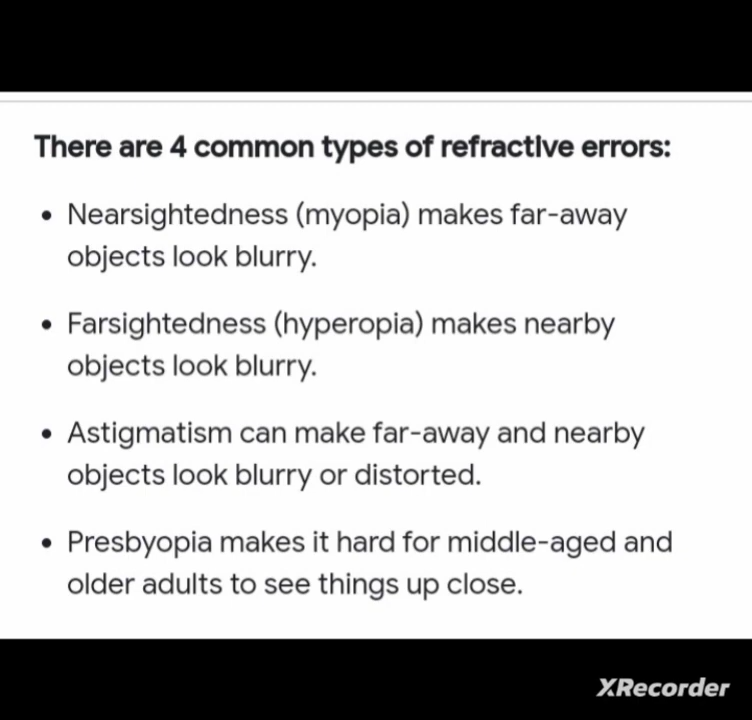 There are 4 common types of refractive errors:
• Nearsightedness (myopia) makes far-away
objects look blurry.
• Farsightedness (hyperopia) makes nearby
objects look blurry.
• Astigmatism can make far-away and nearby
objects look blurry or distorted.
• Presbyopia makes it hard for middle-aged and
older adults to see things up close.
XRecorder